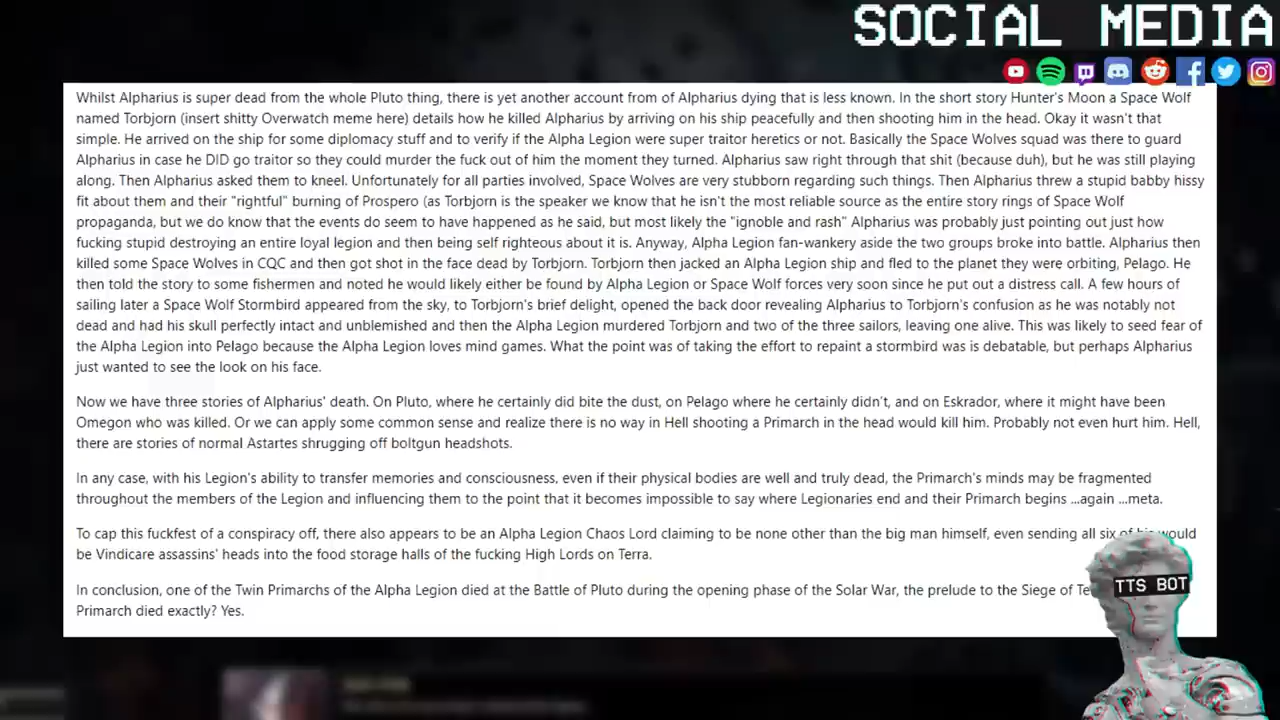 SOCIAL MEDIA
Whilst Alpharius is super dead from the whole Pluto thing, there is yet another account from of Alpharius dying that is less known. In the short story Hunter's Moon a Space Wolf
named Torbjorn (insert shitty Overwatch meme here) details how he killed Alpharius by arriving on his ship peacefully and then shooting him in the head. Okay it wasn't that
simple. He arrived on the ship for some diplomacy stuff and to verify if the Alpha Legion were super traitor heretics or not. Basically the Space Wolves squad was there to guard
Alpharius in case he DID go traitor so they could murder the fuck out of him the moment they turned. Alpharius saw right through that shit (because duh), but he was still playing
along. Then Alpharius asked them to kneel. Unfortunately for all parties involved, Space Wolves are very stubborn regarding such things. Then Alpharius threw a stupid babby hissy
fit about them and their "rightful" burning of Prospero (as Torbjorn is the speaker we know that he isn't the most reliable source as the entire story rings of Space Wolf
propaganda, but we do know that the events do seem to have happened as he said, but most likely the "ignoble and rash" Alpharius was probably just pointing out just how
fucking stupid destroying an entire loyal legion and then being self righteous about it is. Anyway, Alpha Legion fan-wankery aside the two groups broke into battle. Alpharius then
killed some Space Wolves in CQC and then got shot in the face dead by Torbjorn. Torbjorn then jacked an Alpha Legion ship and fled to the planet they were orbiting, Pelago. He
then told the story to some fishermen and noted he would likely either be found by Alpha Legion or Space Wolf forces very soon since he put out a distress call. A few hours of
sailing later a Space Wolf Stormbird appeared from the sky, to Torbjorn's brief delight, opened the back door revealing Alpharius to Torbjorn's confusion as he was notably not
dead and had his skull perfectly intact and unblemished and then the Alpha Legion murdered Torbjorn and two of the three sailors, leaving one alive. This was likely to seed fear of
the Alpha Legion into Pelago because the Alpha Legion loves mind games. What the point was of taking the effort to repaint a stormbird was is debatable, but perhaps Alpharius
just wanted to see the look on his face.
Now we have three stories of Alpharius' death. On Pluto, where he certainly did bite the dust, on Pelago where he certainly didn't, and on Eskrador, where it might have been
Omegon who was killed. Or we can apply some common sense and realize there is no way in Hell shooting a Primarch in the head would kill him. Probably not even hurt him. Hell,
there are stories of normal Astartes shrugging off boltgun headshots.
In any case, with his Legion's ability to transfer memories and consciousness, even if their physical bodies are well and truly dead, the Primarch's minds may be fragmented
throughout the members of the Legion and influencing them to the point that it becomes impossible to say where Legionaries end and their Primarch begins ...again ...meta.
To cap this fuckfest of a conspiracy off, there also appears to be an Alpha Legion Chaos Lord claiming to be none other than the big man himself, even sending all six of his would
be Vindicare assassins' heads into the food storage halls of the fucking High Lords on Terra.
In conclusion, one of the Twin Primarchs of the Alpha Legion died at the Battle of Pluto during the opening phase of the Solar War, the prelude to the Siege of
Primarch died exactly? Yes.
TTS BOT